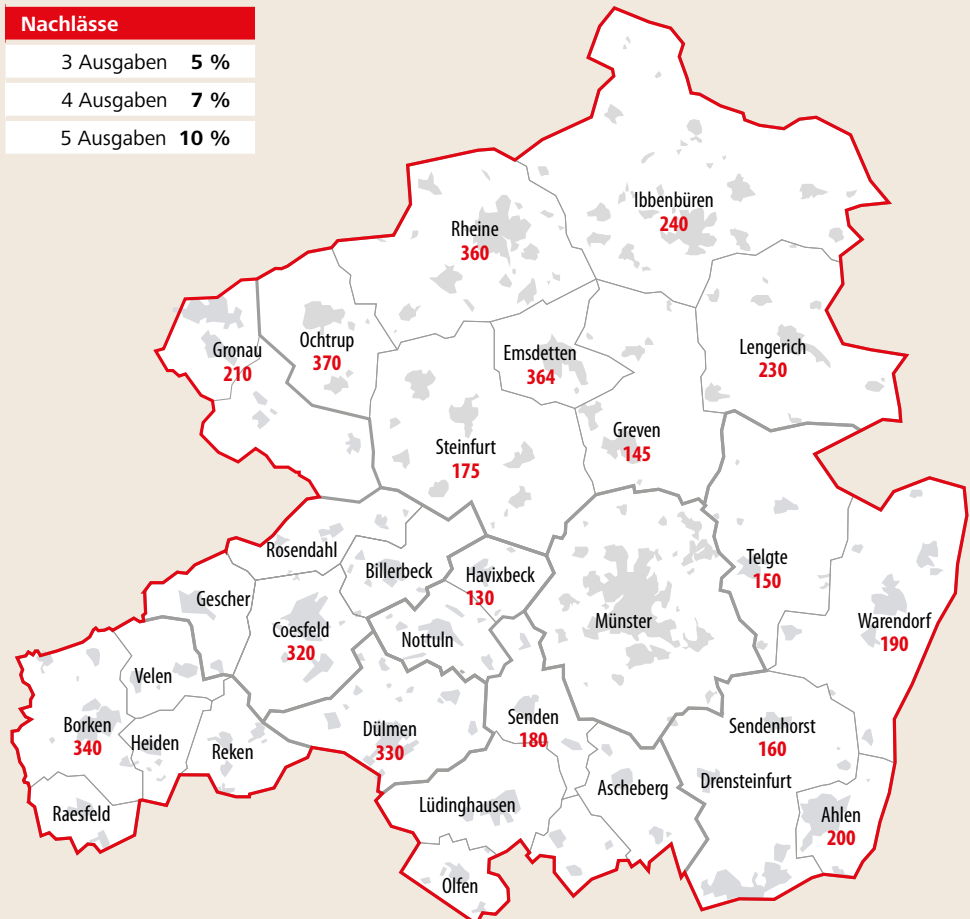 Nachlässe
3 Ausgaben 5 %
4 Ausgaben 7 %
5 Ausgaben 10 %
Ibbenbüren
240
Rheine
360
Ochtrup
370
Gronau
210
Emsdetten
364
Lengerich
230
Steinfurt
175
Greven
145
Rosendahl
Billerbeck
Havixbeck
130
Telgte
150
Gescher
Coesfeld
320
Nottuln
Münster
Warendorf
190
Velen
Borken
340
Heiden
Reken
Dülmen
330
Senden
180
Sendenhorst
160
Drensteinfurt
Raesfeld
Lüdinghausen
Ascheberg
Ahlen
200
Olfen